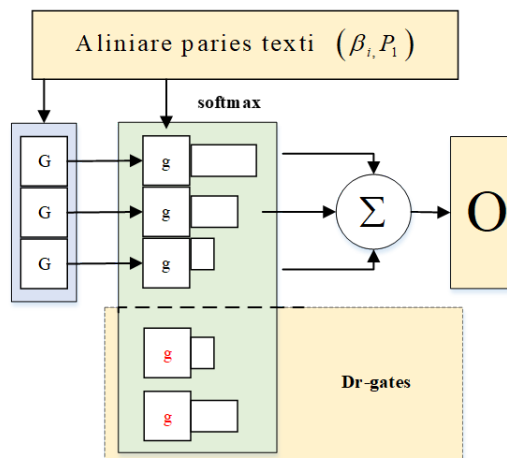 Aliniare paries texti (β_i, P_1)
softmax
G g
G g Σ O
G g
g
Dr-gates
g